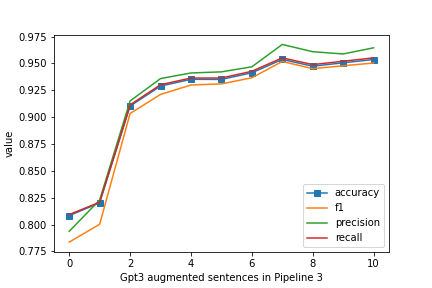 0.975
0.950
0.925
0.900
0.875
0.850
0.825
0.800
0.775
value
0 2 4 6 8 10
Gpt3 augmented sentences in Pipeline 3
accuracy
f1
precision
recall